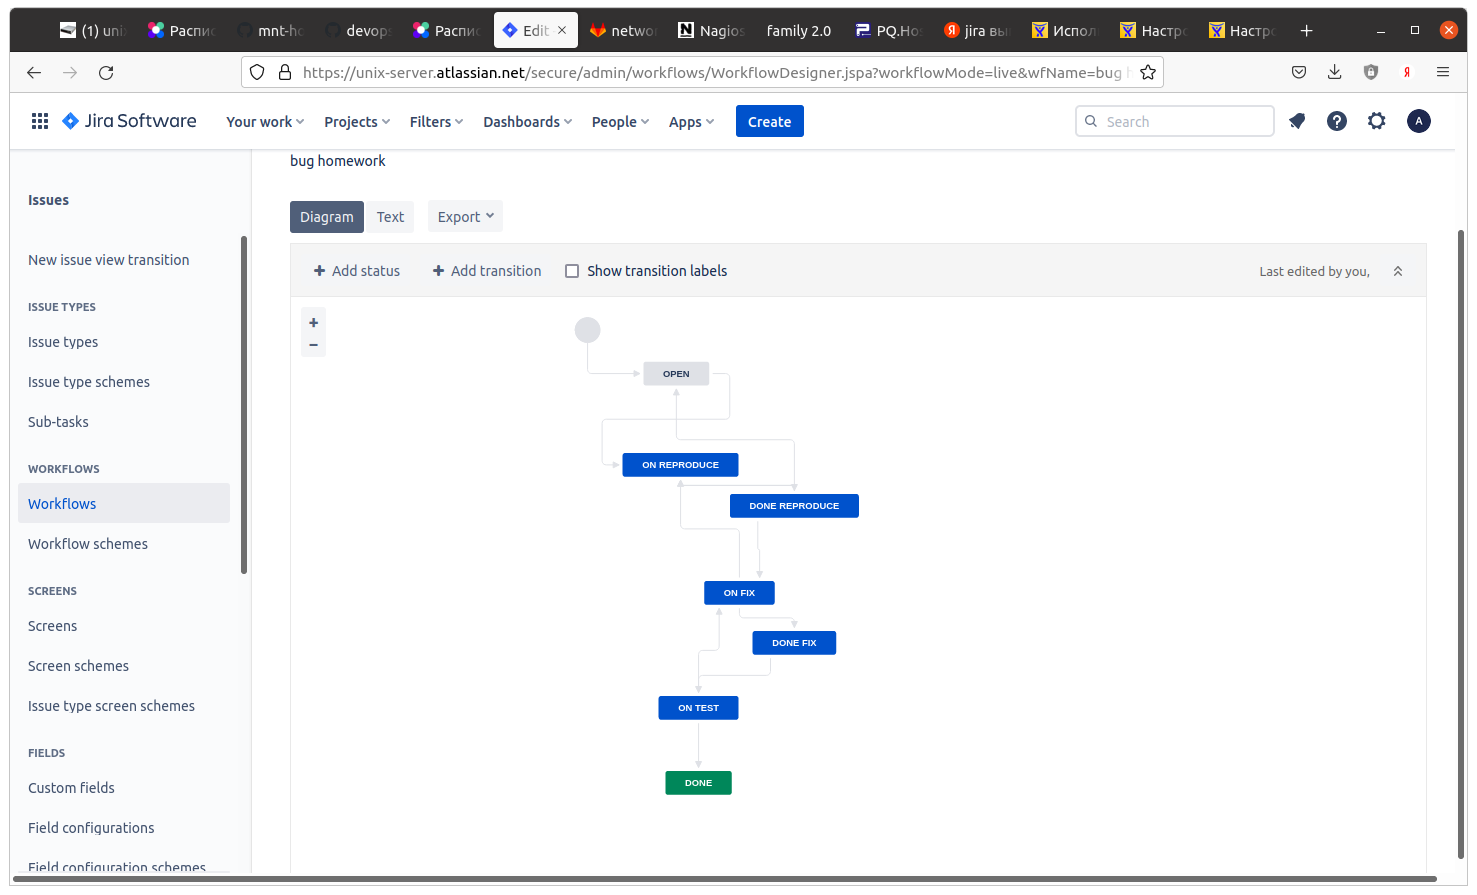 (1) uni
Распис
mnt-ho
devops
Распис
Edit
netwo
Nagios
family 2.0
PQ.Hos
jira вы
Испол
Настро
Настро
https://unix-server.atlassian.net/secure/admin/workflows/WorkflowDesigner.jspa?workflowMode=live&wfName=bug h
Jira Software
Your work
Projects
Filters
Dashboards
People
Apps
Create
Search
A
bug homework
Issues
New issue view transition
ISSUE TYPES
Issue types
Issue type schemes
Sub-tasks
WORKFLOWS
Workflows
Workflow schemes
SCREENS
Screens
Screen schemes
Issue type screen schemes
FIELDS
Custom fields
Field configurations
Field configuration schemes
Diagram
Text
Export
+ Add status
+ Add transition
Show transition labels
Last edited by you,
+
−
OPEN
ON REPRODUCE
DONE REPRODUCE
ON FIX
DONE FIX
ON TEST
DONE